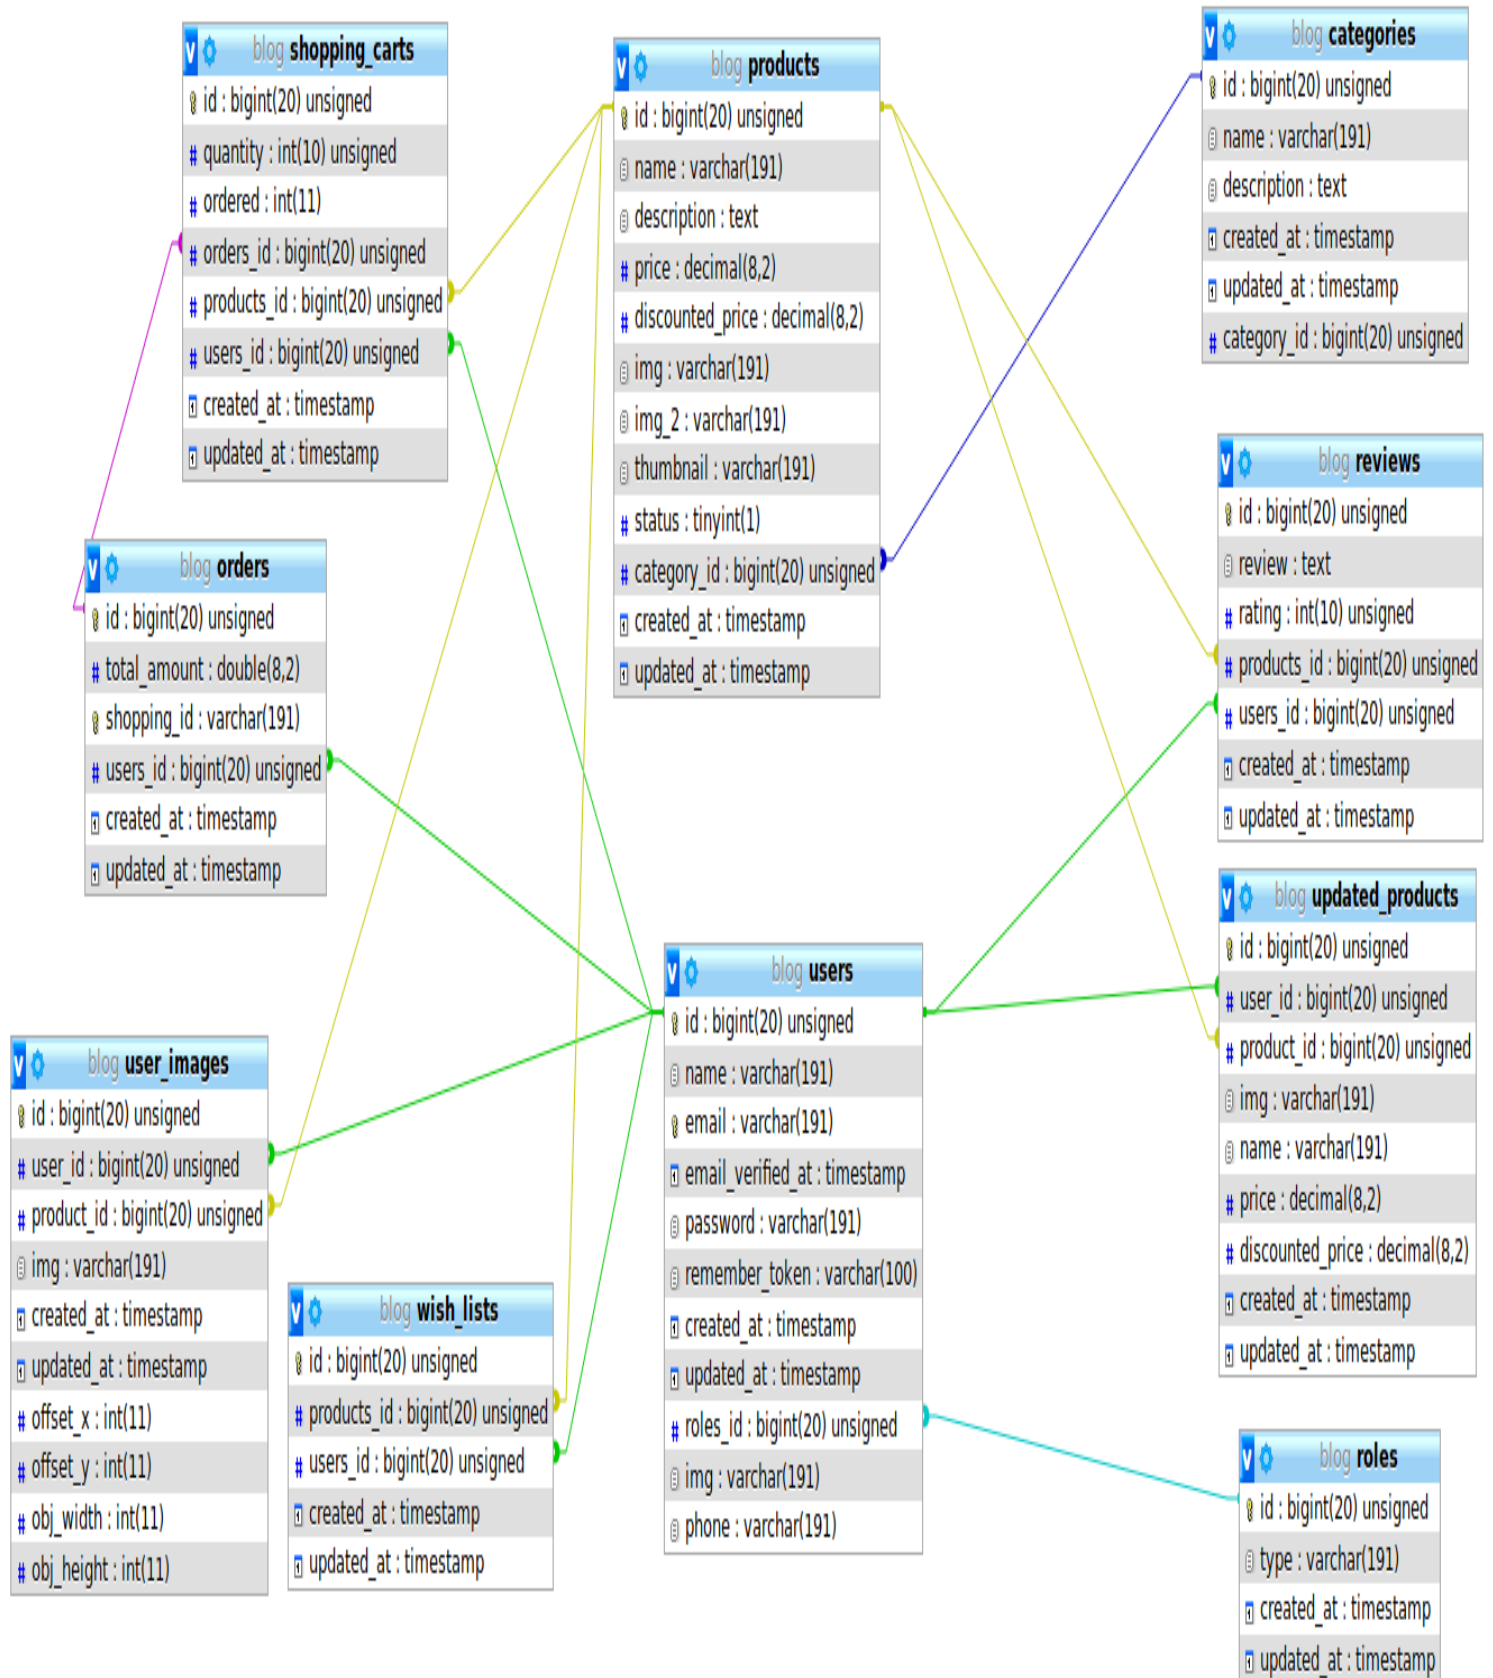 blog shopping_carts
id : bigint(20) unsigned
quantity : int(10) unsigned
ordered : int(11)
orders_id : bigint(20) unsigned
products_id : bigint(20) unsigned
users_id : bigint(20) unsigned
created_at : timestamp
updated_at : timestamp
blog products
id : bigint(20) unsigned
name : varchar(191)
description : text
price : decimal(8,2)
discounted_price : decimal(8,2)
img : varchar(191)
img_2 : varchar(191)
thumbnail : varchar(191)
status : tinyint(1)
category_id : bigint(20) unsigned
created_at : timestamp
updated_at : timestamp
blog categories
id : bigint(20) unsigned
name : varchar(191)
description : text
created_at : timestamp
updated_at : timestamp
category_id : bigint(20) unsigned
blog reviews
id : bigint(20) unsigned
review : text
rating : int(10) unsigned
products_id : bigint(20) unsigned
users_id : bigint(20) unsigned
created_at : timestamp
updated_at : timestamp
blog orders
id : bigint(20) unsigned
total_amount : double(8,2)
shopping_id : varchar(191)
users_id : bigint(20) unsigned
created_at : timestamp
updated_at : timestamp
blog updated_products
id : bigint(20) unsigned
user_id : bigint(20) unsigned
product_id : bigint(20) unsigned
img : varchar(191)
name : varchar(191)
price : decimal(8,2)
discounted_price : decimal(8,2)
created_at : timestamp
updated_at : timestamp
blog users
id : bigint(20) unsigned
name : varchar(191)
email : varchar(191)
email_verified_at : timestamp
password : varchar(191)
remember_token : varchar(100)
created_at : timestamp
updated_at : timestamp
roles_id : bigint(20) unsigned
img : varchar(191)
phone : varchar(191)
blog user_images
id : bigint(20) unsigned
user_id : bigint(20) unsigned
product_id : bigint(20) unsigned
img : varchar(191)
created_at : timestamp
updated_at : timestamp
offset_x : int(11)
offset_y : int(11)
obj_width : int(11)
obj_height : int(11)
blog wish_lists
id : bigint(20) unsigned
products_id : bigint(20) unsigned
users_id : bigint(20) unsigned
created_at : timestamp
updated_at : timestamp
blog roles
id : bigint(20) unsigned
type : varchar(191)
created_at : timestamp
updated_at : timestamp